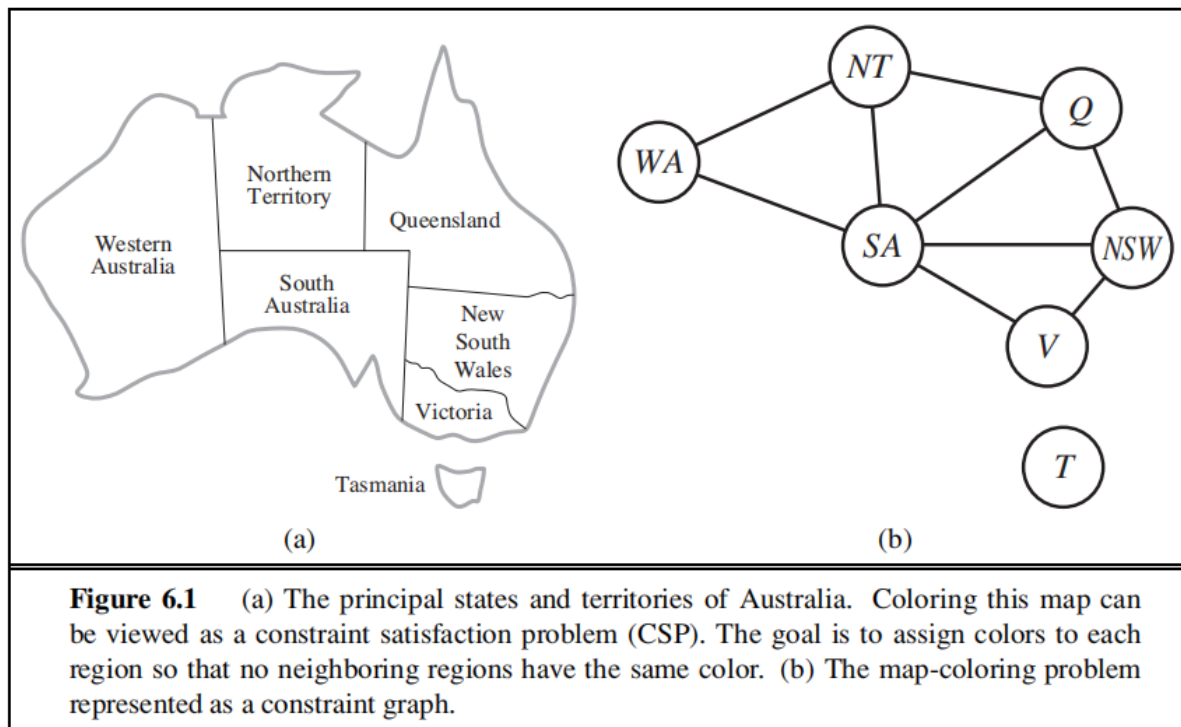 Northern
Territory
Western
Australia
Queensland
South
Australia
New
South
Wales
Victoria
Tasmania
(a)
NT
Q
WA
SA
NSW
V
T
(b)
Figure 6.1 (a) The principal states and territories of Australia. Coloring this map can
be viewed as a constraint satisfaction problem (CSP). The goal is to assign colors to each
region so that no neighboring regions have the same color. (b) The map-coloring problem
represented as a constraint graph.